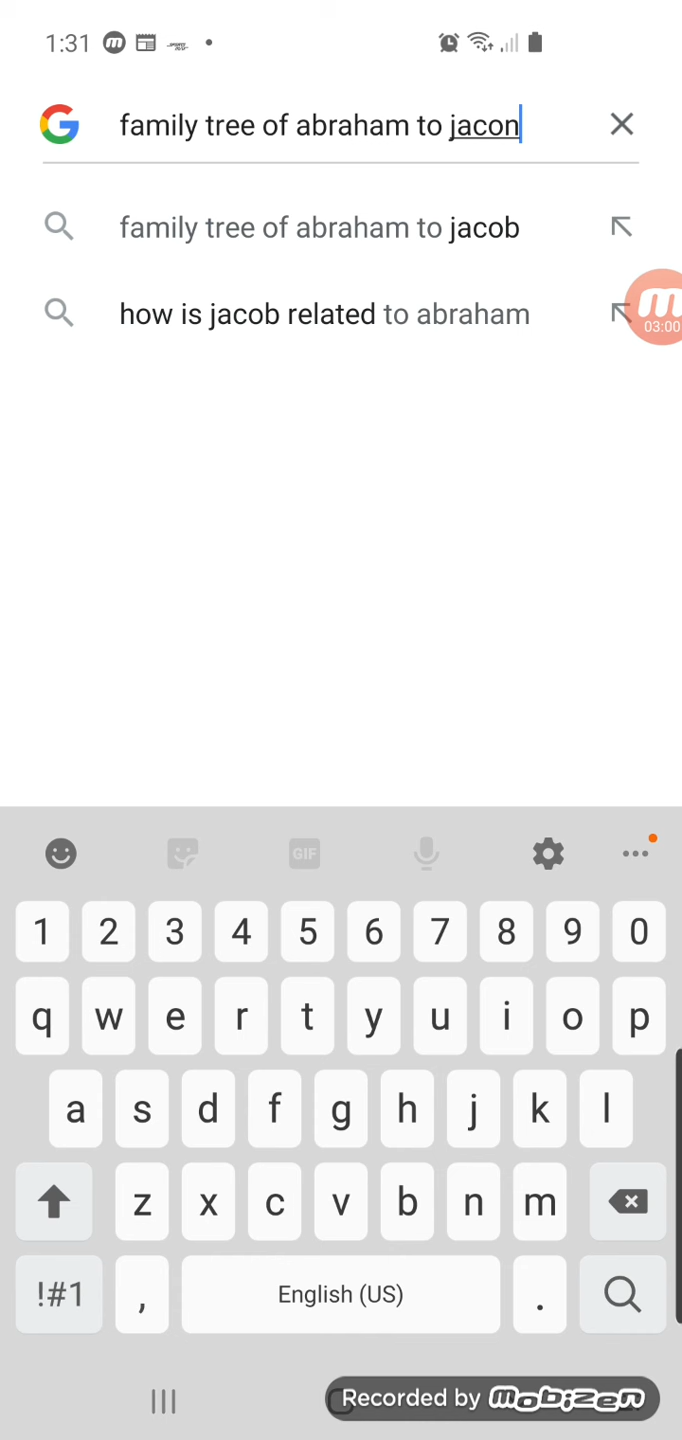 1:31
family tree of abraham to jacon
family tree of abraham to jacob
how is jacob related to abraham
03:00
GIF
1 2 3 4 5 6 7 8 9 0
q w e r t y u i o p
a s d f g h j k l
z x c v b n m
!#1 , English (US) .
Recorded by mobizen